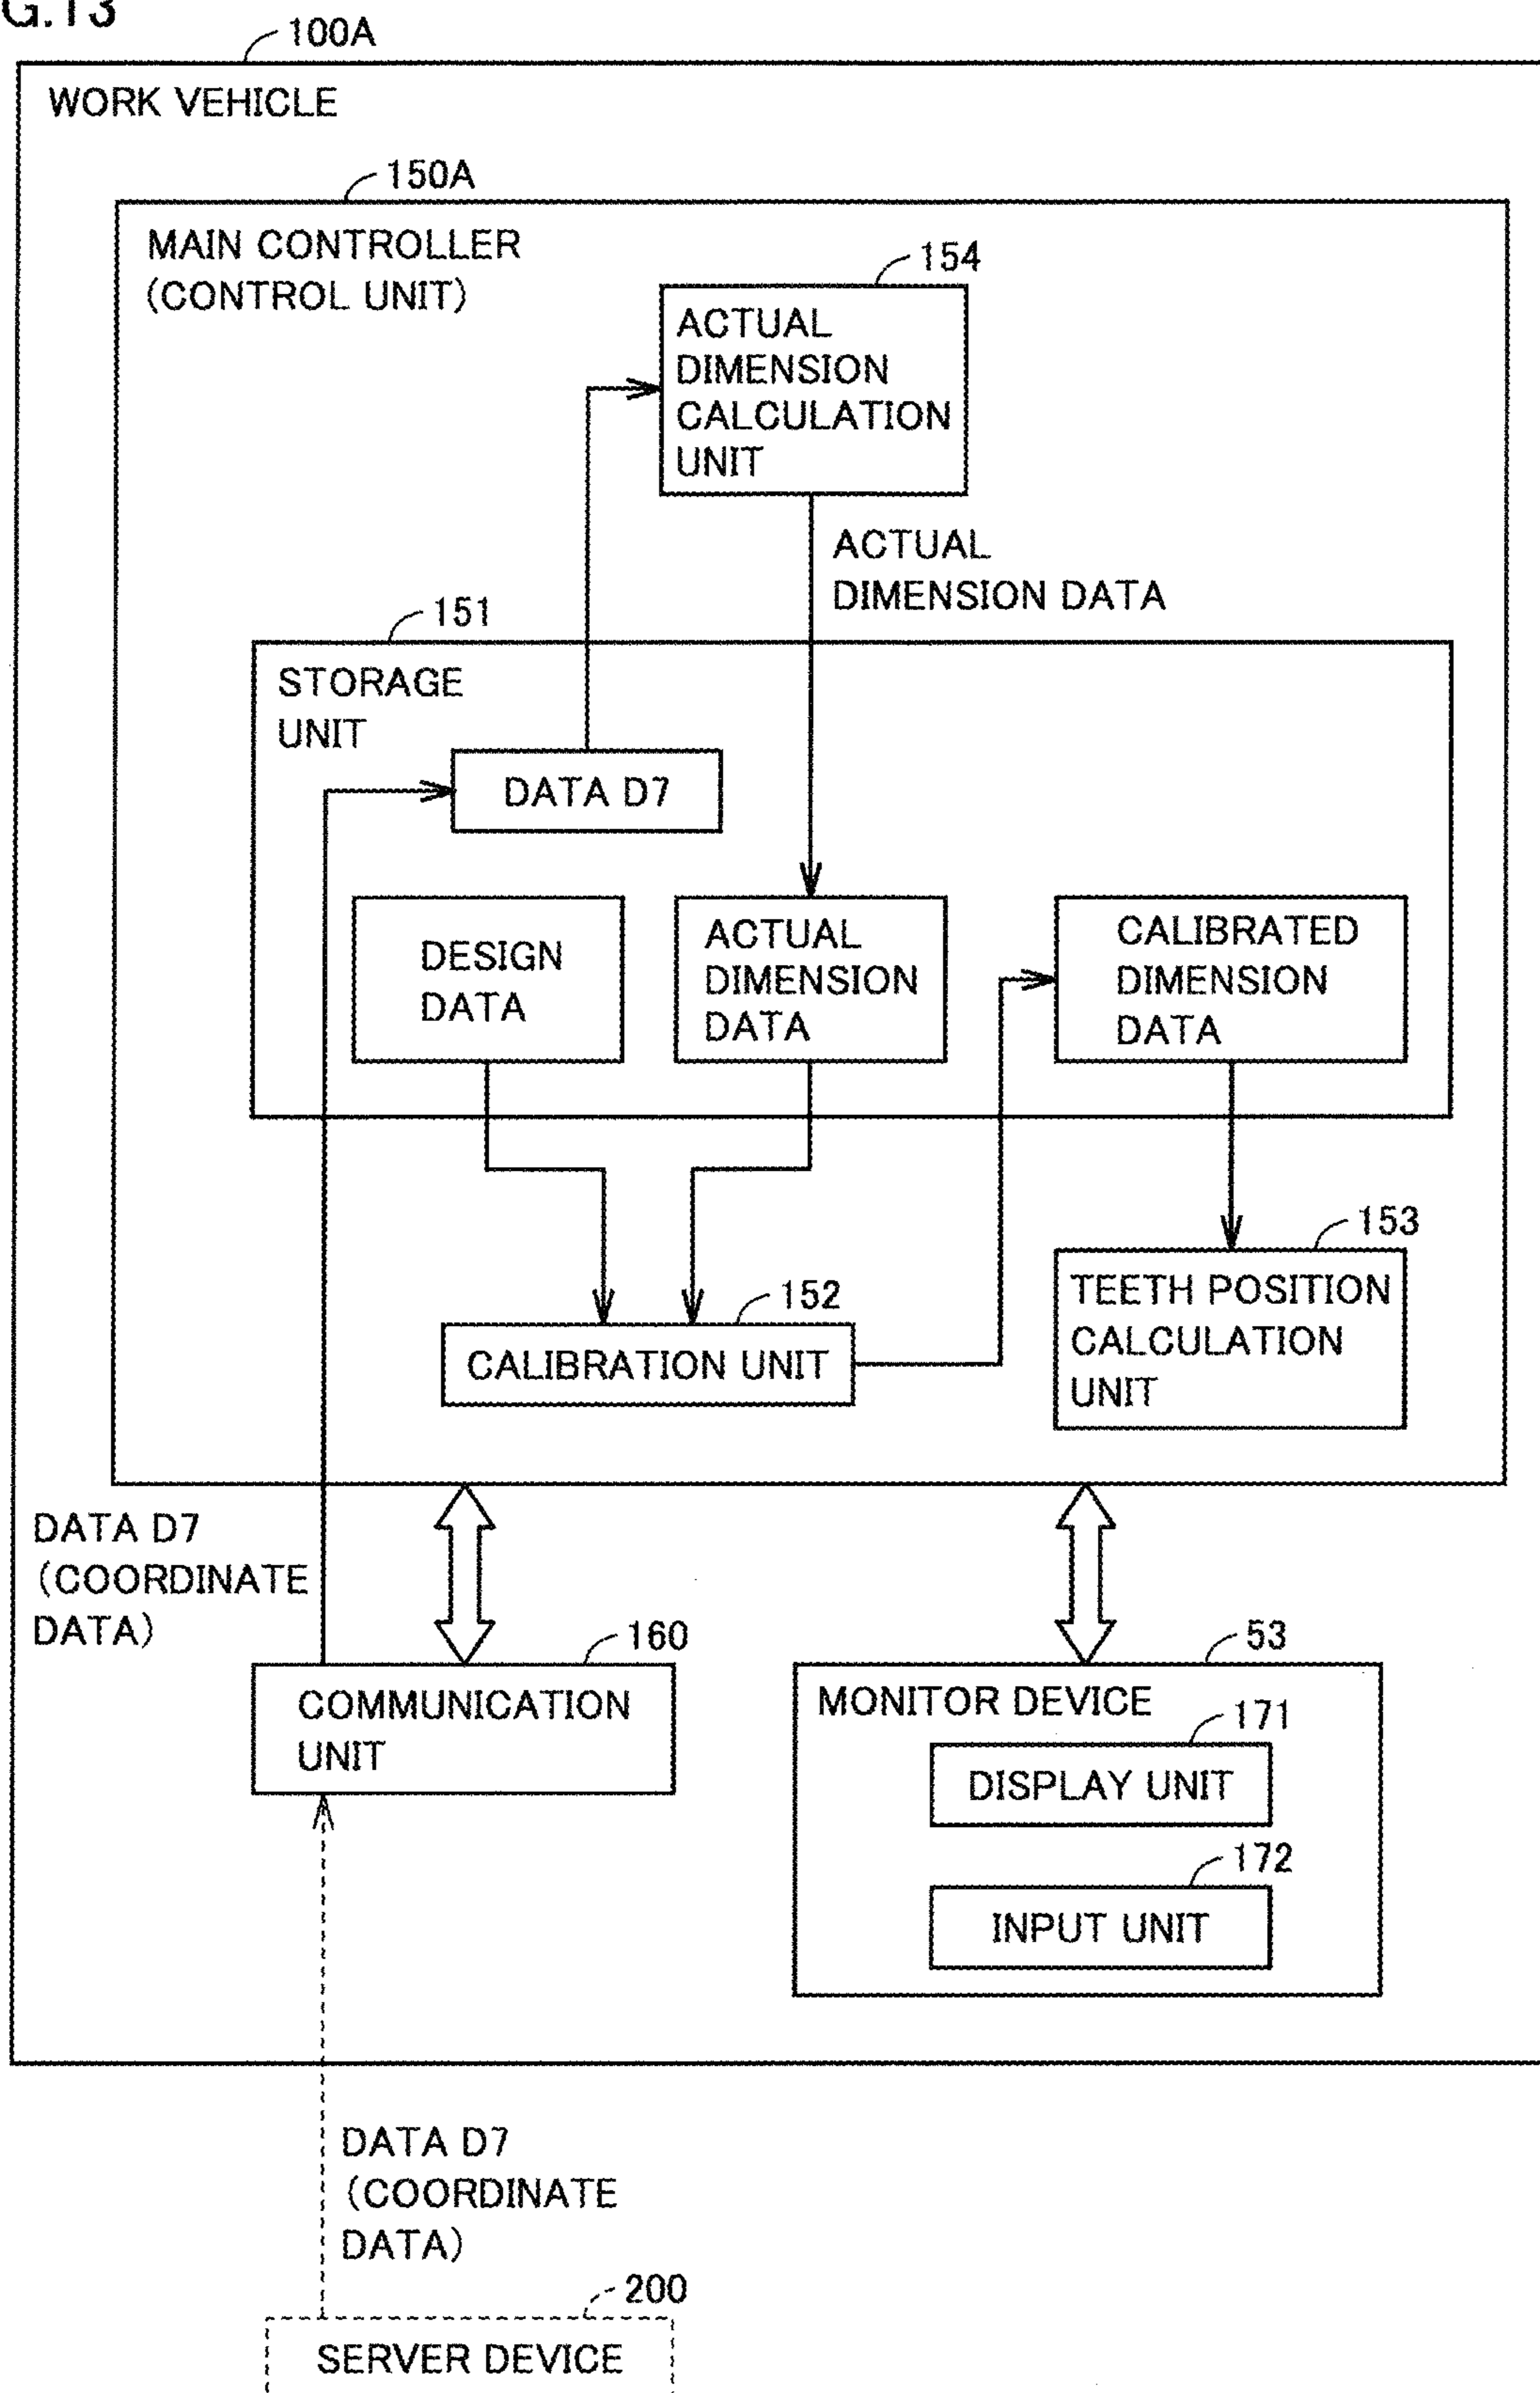 G.13
100A
WORK VEHICLE
150A
MAIN CONTROLLER
(CONTROL UNIT)
154
ACTUAL
DIMENSION
CALCULATION
UNIT
ACTUAL
DIMENSION DATA
151
STORAGE
UNIT
DATA D7
DESIGN
DATA
ACTUAL
DIMENSION
DATA
CALIBRATED
DIMENSION
DATA
153
TEETH POSITION
CALCULATION
UNIT
152
CALIBRATION UNIT
DATA D7
(COORDINATE
DATA)
160
COMMUNICATION
UNIT
53
MONITOR DEVICE
171
DISPLAY UNIT
172
INPUT UNIT
DATA D7
(COORDINATE
DATA)
200
SERVER DEVICE